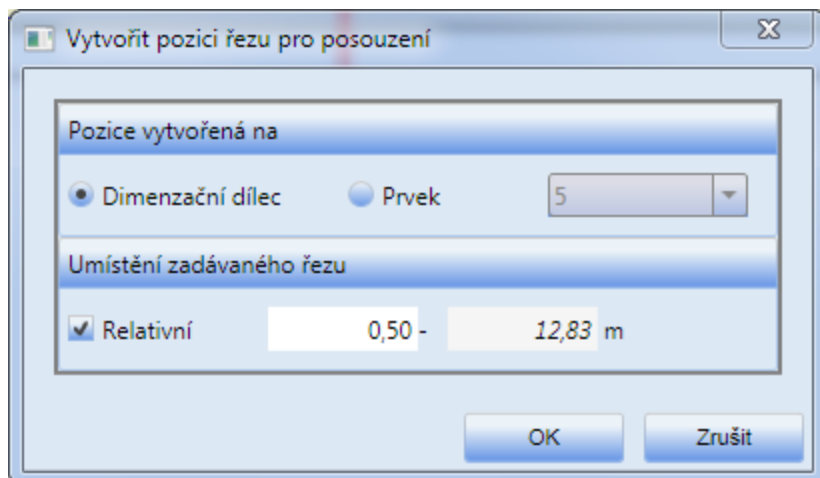 Vytvořit pozici řezu pro posouzení
Pozice vytvořená na
Dimenzační dílec Prvek 5
Umístění zadávaného řezu
Relativní 0,50 - 12,83 m
OK Zrušit